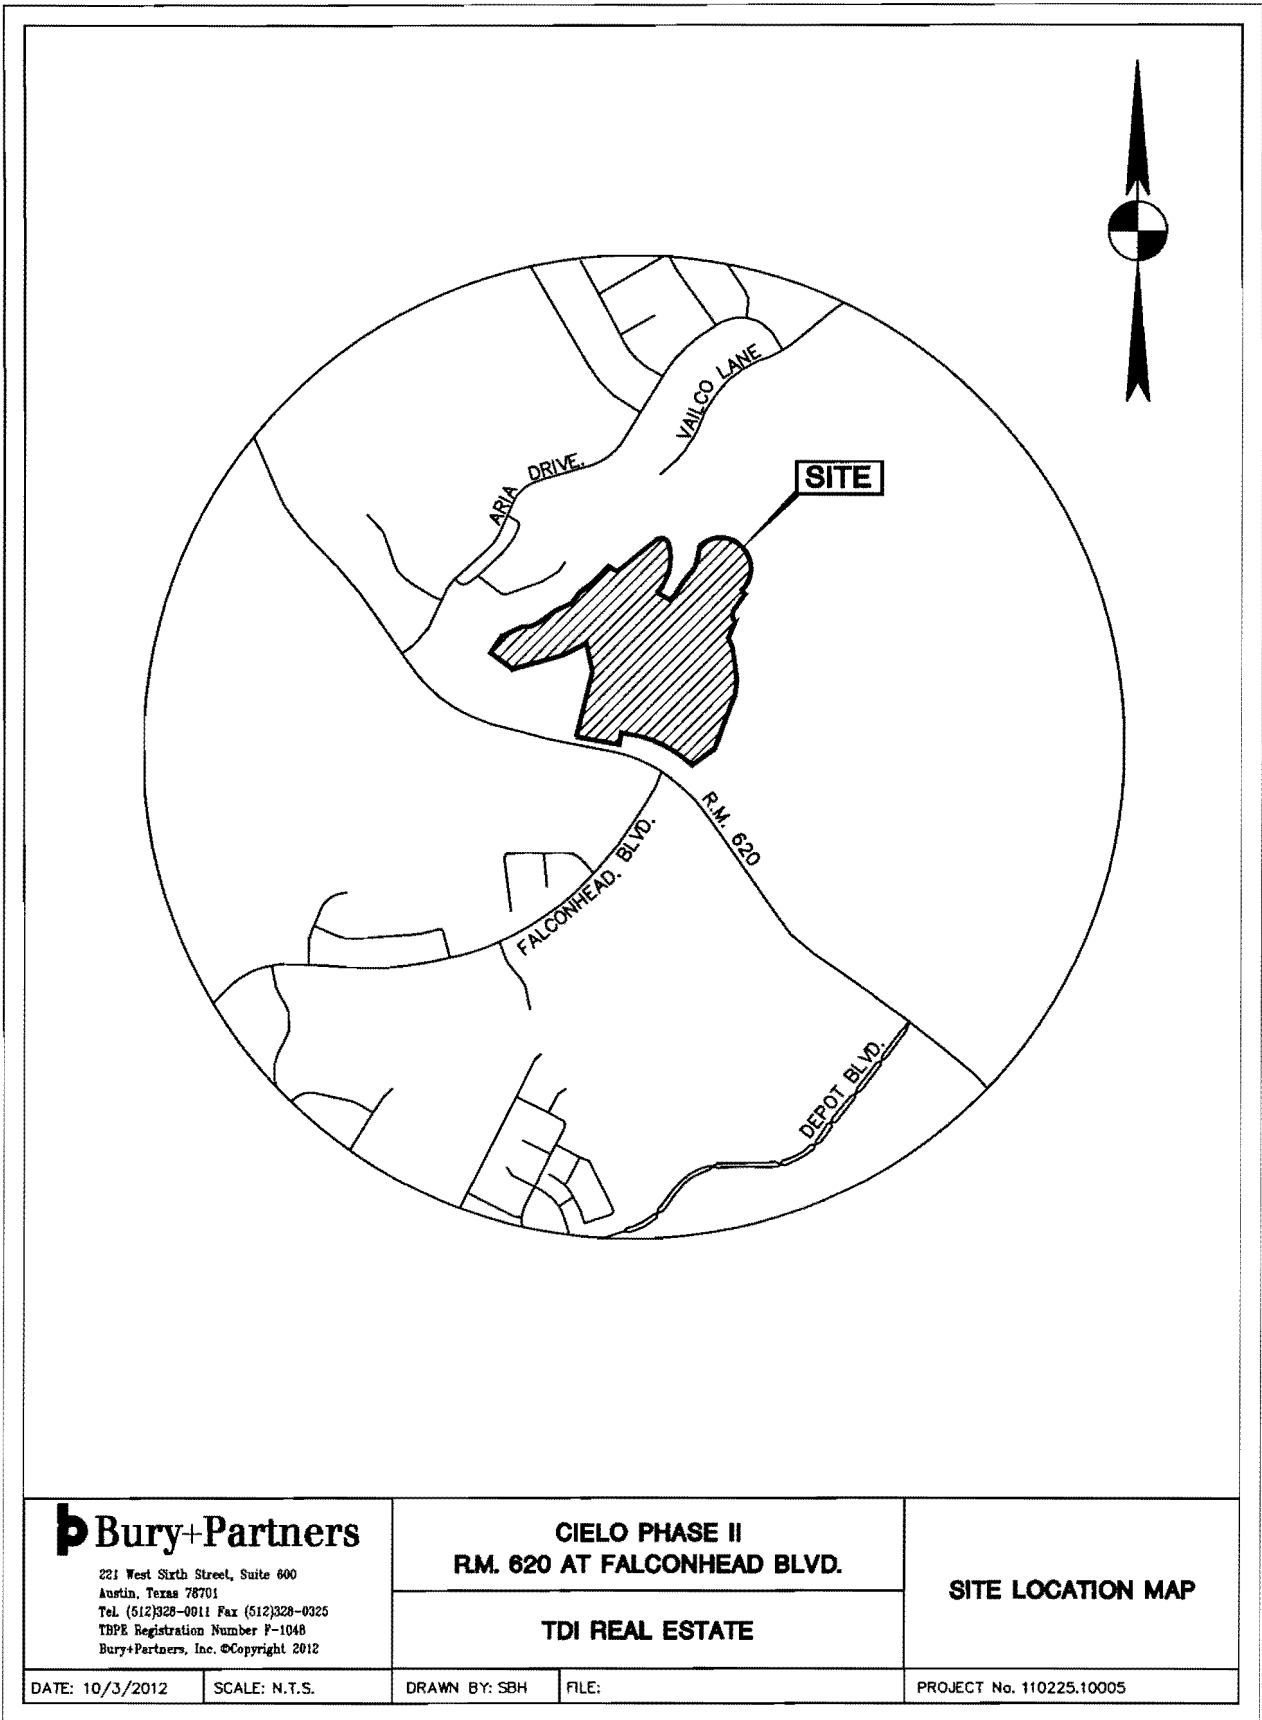 VAILCO LANE
ARIA DRIVE.
SITE
R.M. 620
FALCONHEAD. BLVD.
DEPOT BLVD.
Bury+Partners
221 West Sixth Street, Suite 600
Austin, Texas 78701
Tel. (512)328-0011 Fax (512)328-0325
TBPE Registration Number F-1048
Bury+Partners, Inc. ©Copyright 2012
CIELO PHASE II
R.M. 620 AT FALCONHEAD BLVD.
TDI REAL ESTATE
SITE LOCATION MAP
DATE: 10/3/2012
SCALE: N.T.S.
DRAWN BY: SBH
FILE:
PROJECT No. 110225.10005